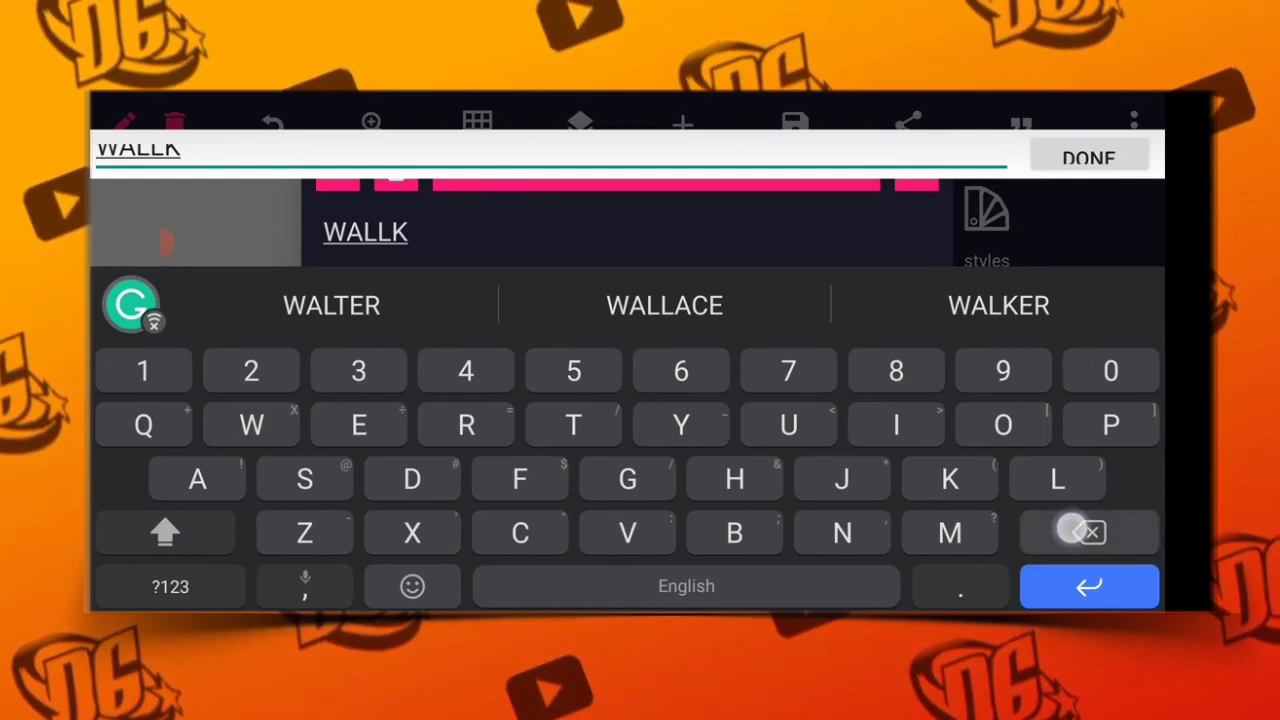 WALLK
DONE
WALLK
styles
WALTER WALLACE WALKER
1 2 3 4 5 6 7 8 9 0
Q + W X E ÷ R = T / Y _ U < I > O [ P ]
A ! S @ D # F $ G / H & J * K ( L )
Z - X ' C " V : B ; N , M ?
?123 , English .